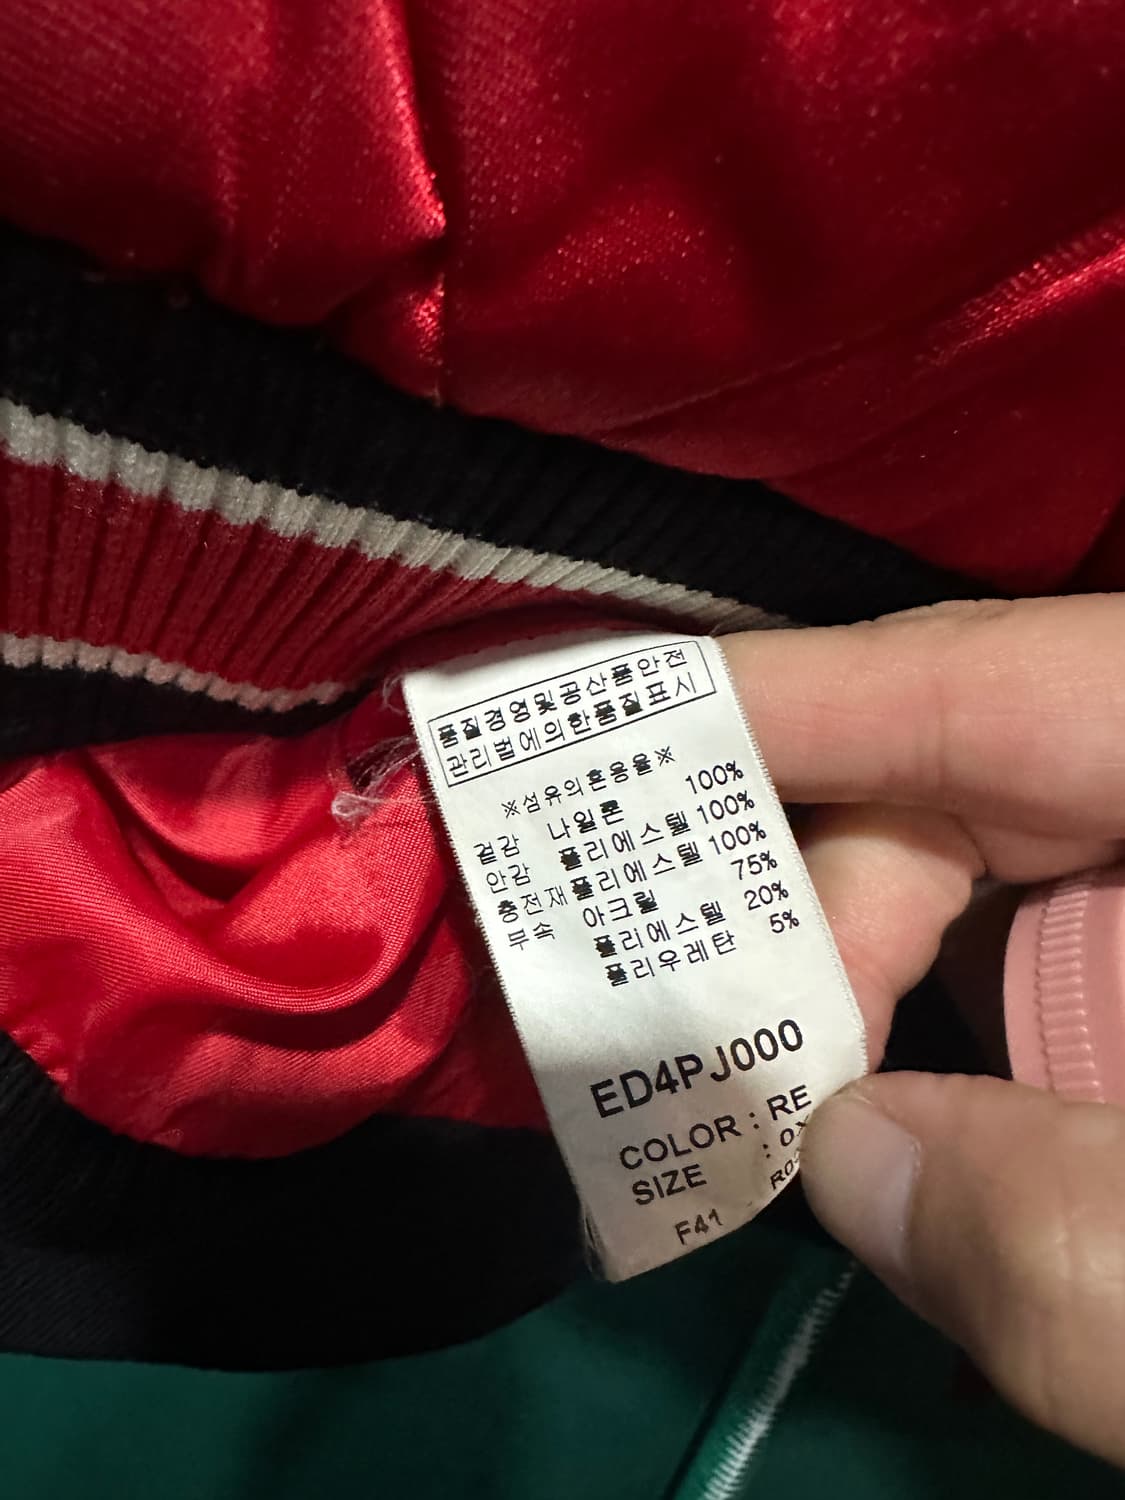 품질경영및공산품안전
관리법에의한품질표시
※섬유의혼용율※
겉감 나일론 100%
안감 폴리에스텔 100%
충전재 폴리에스텔 100%
부속 아크릴 75%
폴리에스텔 20%
폴리우레탄 5%
ED4PJ000
COLOR : RE
SIZE :
F41